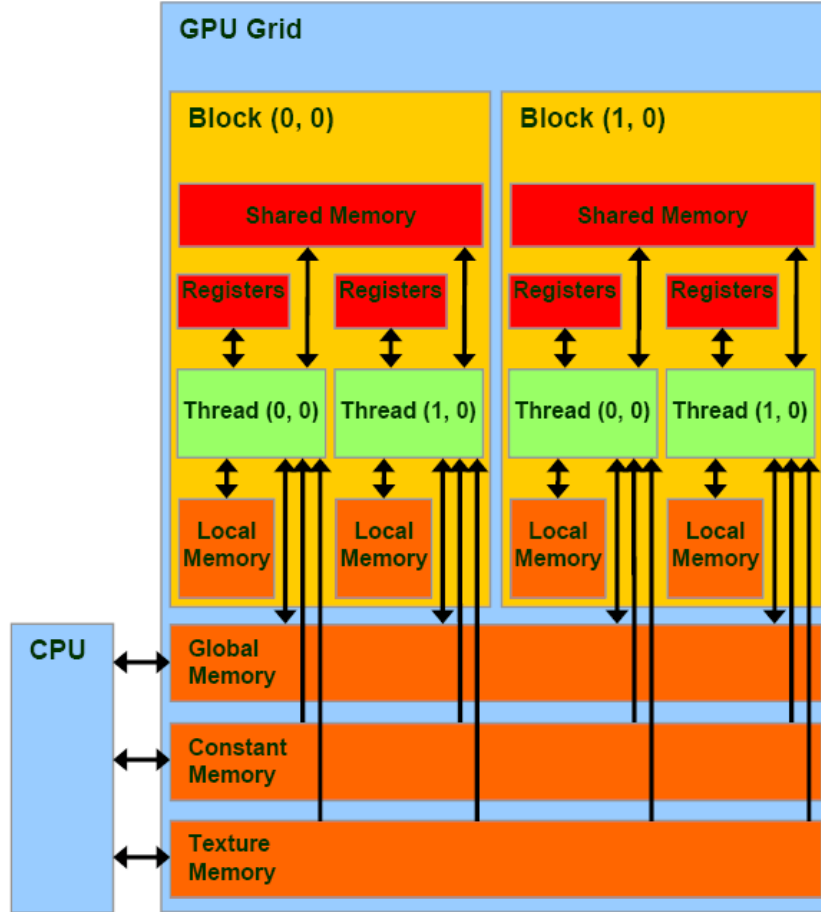 GPU Grid
Block (0, 0)
Block (1, 0)
Shared Memory
Shared Memory
Registers
Registers
Registers
Registers
Thread (0, 0)
Thread (1, 0)
Thread (0, 0)
Thread (1, 0)
Local
Memory
Local
Memory
Local
Memory
Local
Memory
CPU
Global
Memory
Constant
Memory
Texture
Memory